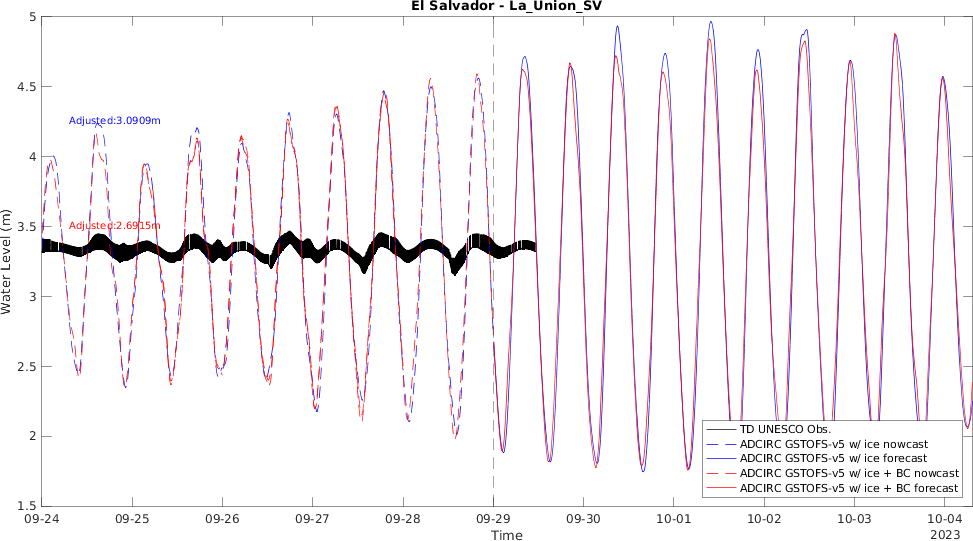 El Salvador - La_Union_SV
Water Level (m)
5
4.5
4
3.5
3
2.5
2
1.5
Adjusted:3.0909m
Adjusted:2.6915m
TD UNESCO Obs.
ADCIRC GSTOFS-v5 w/ ice nowcast
ADCIRC GSTOFS-v5 w/ ice forecast
ADCIRC GSTOFS-v5 w/ ice + BC nowcast
ADCIRC GSTOFS-v5 w/ ice + BC forecast
09-24 09-25 09-26 09-27 09-28 09-29 09-30 10-01 10-02 10-03 10-04
Time
2023